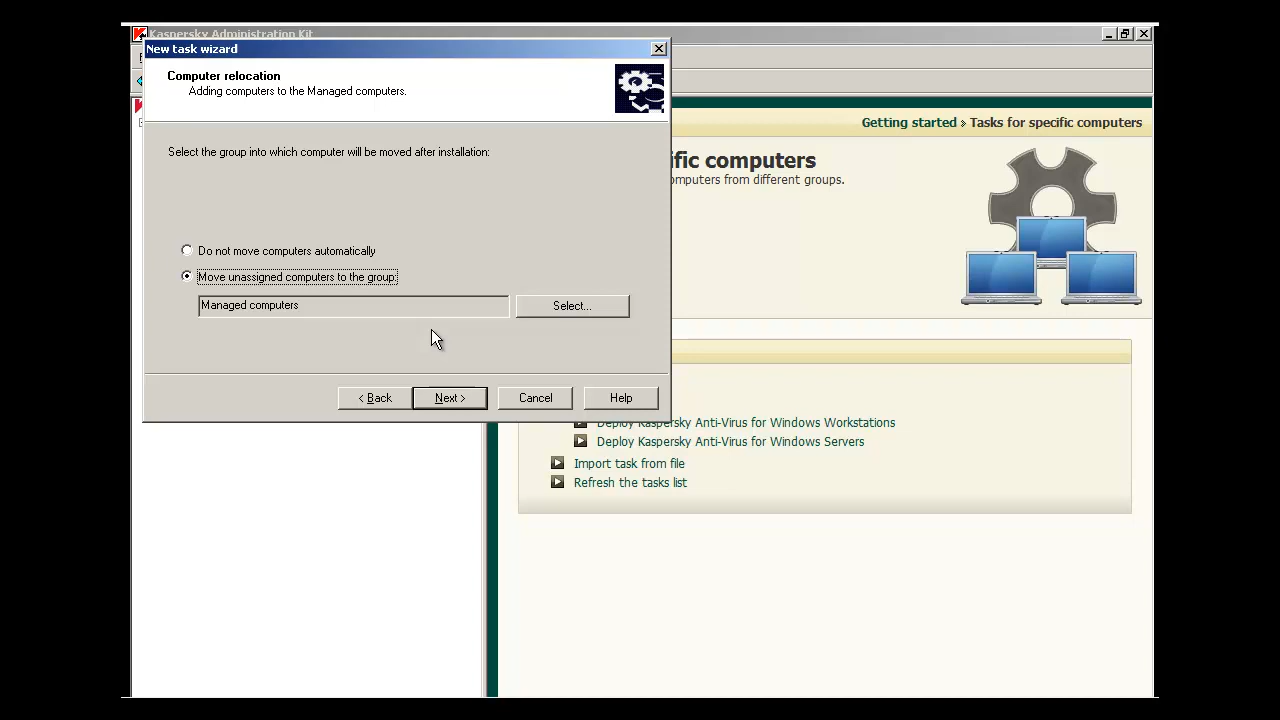 Kaspersky Administration Kit
New task wizard
Computer relocation
Adding computers to the Managed computers.
Select the group into which computer will be moved after installation:
Do not move computers automatically
Move unassigned computers to the group:
Managed computers
Select...
< Back
Next >
Cancel
Help
Getting started » Tasks for specific computers
ific computers
omputers from different groups.
Deploy Kaspersky Anti-Virus for Windows Workstations
Deploy Kaspersky Anti-Virus for Windows Servers
Import task from file
Refresh the tasks list